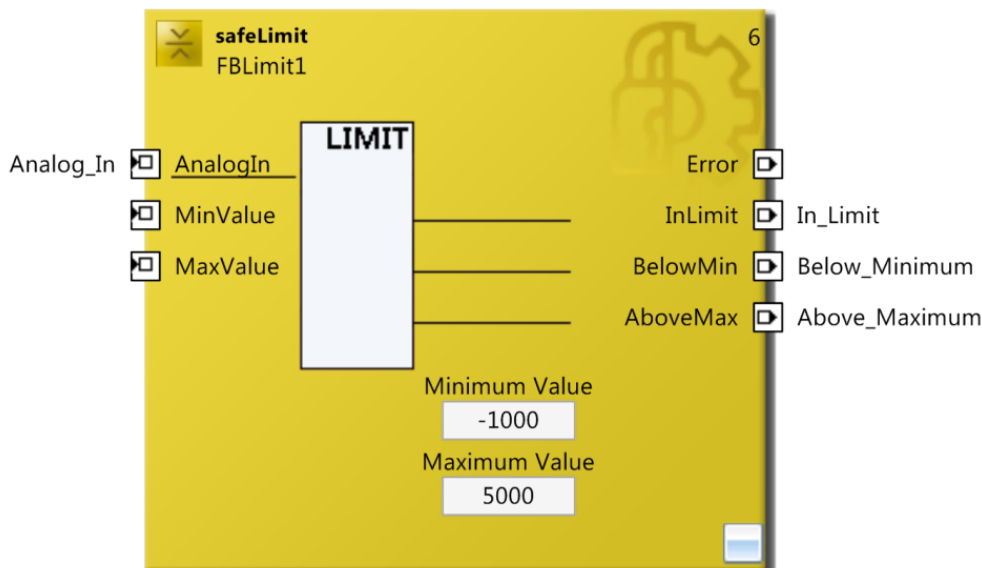 safeLimit
FBLimit1
6
LIMIT
Analog_In
AnalogIn
MinValue
MaxValue
Error
InLimit
In_Limit
BelowMin
Below_Minimum
AboveMax
Above_Maximum
Minimum Value
-1000
Maximum Value
5000